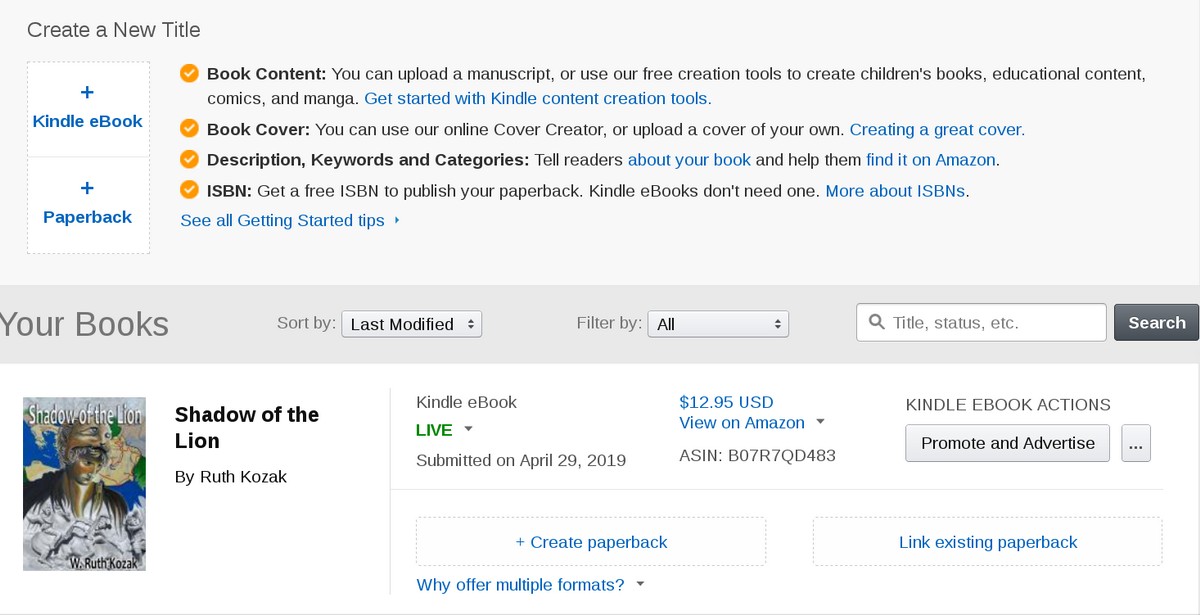 Create a New Title
+
Kindle eBook
+
Paperback
Book Content: You can upload a manuscript, or use our free creation tools to create children's books, educational content,
comics, and manga. Get started with Kindle content creation tools.
Book Cover: You can use our online Cover Creator, or upload a cover of your own. Creating a great cover.
Description, Keywords and Categories: Tell readers about your book and help them find it on Amazon.
ISBN: Get a free ISBN to publish your paperback. Kindle eBooks don't need one. More about ISBNs.
See all Getting Started tips
Your Books
Sort by: Last Modified
Filter by: All
Title, status, etc.
Search
Shadow of the Lion
W. Ruth Kozak
Shadow of the
Lion
By Ruth Kozak
Kindle eBook
LIVE
Submitted on April 29, 2019
$12.95 USD
View on Amazon
ASIN: B07R7QD483
KINDLE EBOOK ACTIONS
Promote and Advertise
...
+ Create paperback
Link existing paperback
Why offer multiple formats?